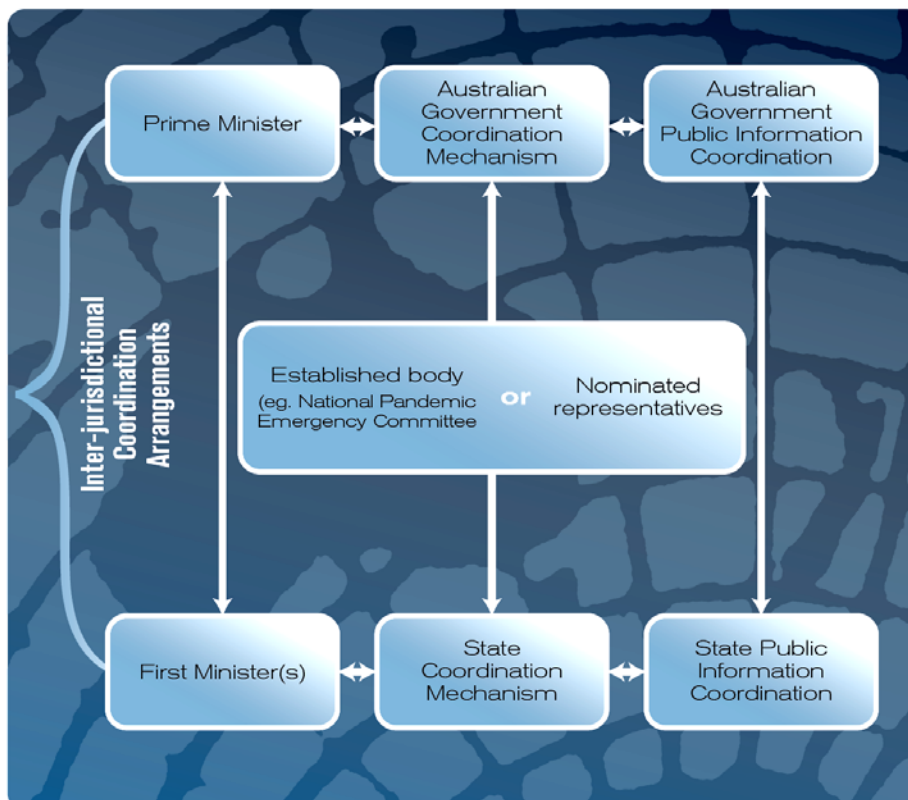 Prime Minister
Australian
Government
Coordination
Mechanism
Australian
Government
Public Information
Coordination
Inter-jurisdictional
Coordination
Arrangements
Established body
(eg. National Pandemic
Emergency Committee
or
Nominated
representatives
First Minister(s)
State
Coordination
Mechanism
State Public
Information
Coordination